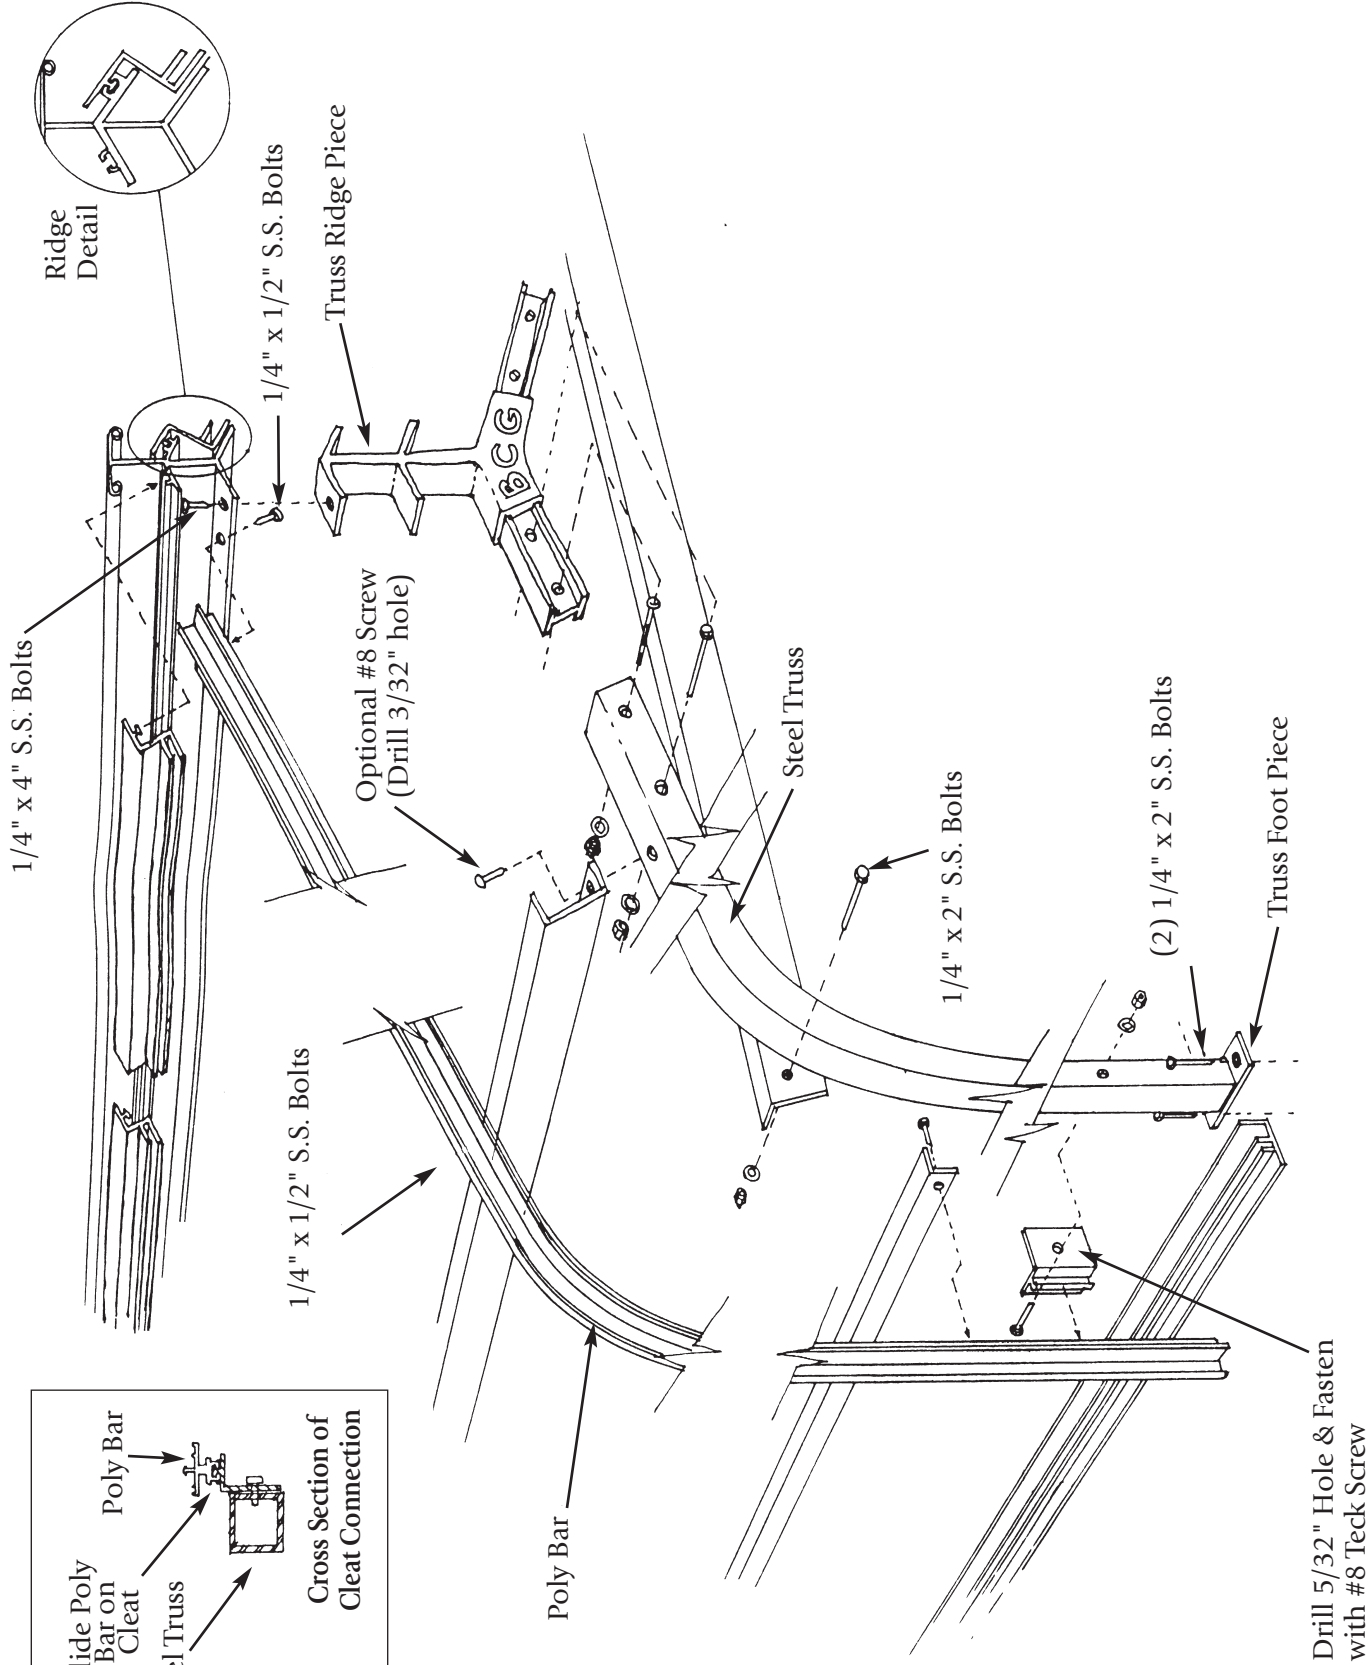 Ridge
Detail
1/4" x 4" S.S. Bolts
1/4" x 1/2" S.S. Bolts
Truss Ridge Piece
BCG
Optional #8 Screw
(Drill 3/32" hole)
Steel Truss
1/4" x 2" S.S. Bolts
(2) 1/4" x 2" S.S. Bolts
Truss Foot Piece
1/4" x 1/2" S.S. Bolts
Poly Bar
Poly Bar
Bar on
Cleat
Truss
Cross Section of
Cleat Connection
Drill 5/32" Hole & Fasten
with #8 Teck Screw